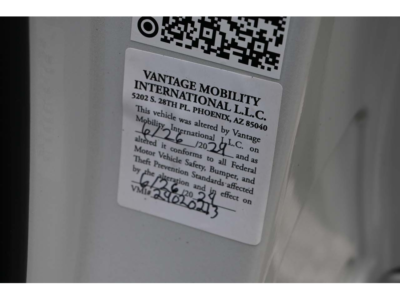 VANTAGE MOBILITY
INTERNATIONAL L.L.C.
5202 S. 28TH PL. PHOENIX, AZ 85040
This vehicle was altered by Vantage
Mobility International L.L.C. on
6/26 /2024 and as
altered it conforms to all Federal
Motor Vehicle Safety, Bumper, and
Theft Prevention Standards affected
by the alteration and in effect on
6/26/2024
VMI#